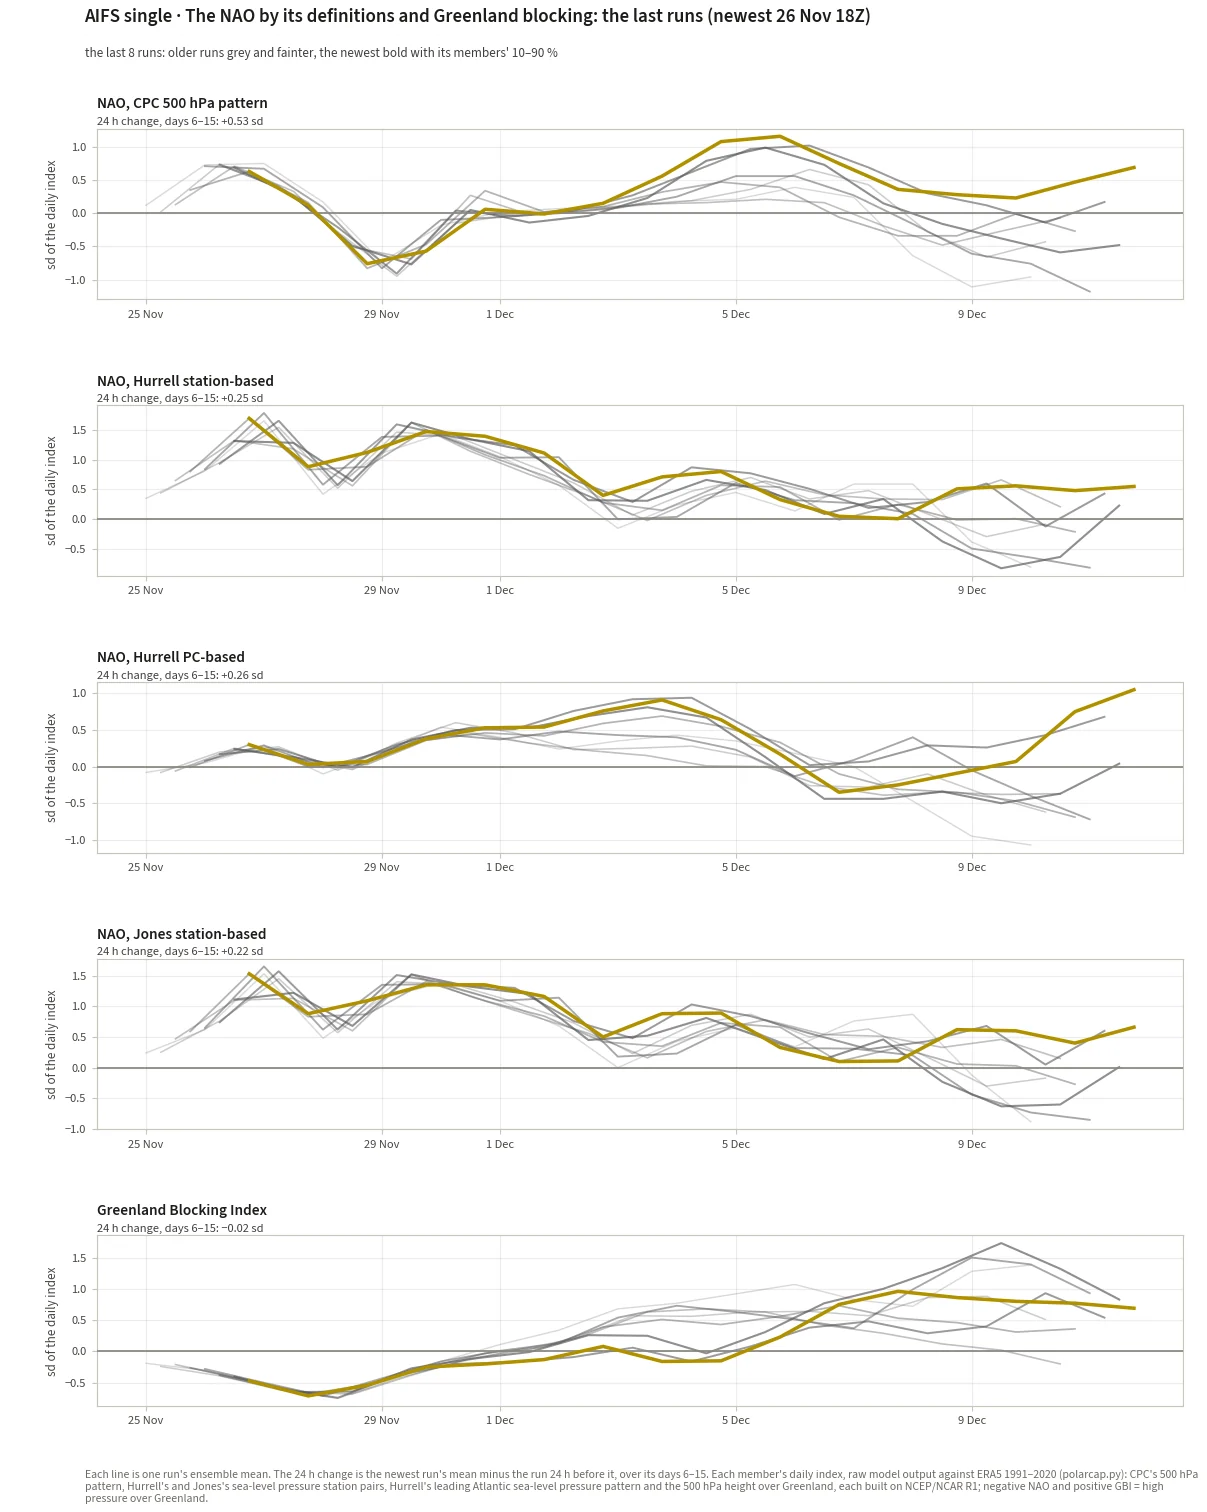 AIFS single · The NAO by its definitions and Greenland blocking: the last runs (newest 26 Nov 18Z)
the last 8 runs: older runs grey and fainter, the newest bold with its members' 10–90 %
NAO, CPC 500 hPa pattern
24 h change, days 6–15: +0.53 sd
sd of the daily index
1.0
0.5
0.0
−0.5
−1.0
25 Nov
29 Nov
1 Dec
5 Dec
9 Dec
NAO, Hurrell station-based
24 h change, days 6–15: +0.25 sd
sd of the daily index
1.5
1.0
0.5
0.0
−0.5
25 Nov
29 Nov
1 Dec
5 Dec
9 Dec
NAO, Hurrell PC-based
24 h change, days 6–15: +0.26 sd
sd of the daily index
1.0
0.5
0.0
−0.5
−1.0
25 Nov
29 Nov
1 Dec
5 Dec
9 Dec
NAO, Jones station-based
24 h change, days 6–15: +0.22 sd
sd of the daily index
1.5
1.0
0.5
0.0
−0.5
−1.0
25 Nov
29 Nov
1 Dec
5 Dec
9 Dec
Greenland Blocking Index
24 h change, days 6–15: −0.02 sd
sd of the daily index
1.5
1.0
0.5
0.0
−0.5
25 Nov
29 Nov
1 Dec
5 Dec
9 Dec
Each line is one run's ensemble mean. The 24 h change is the newest run's mean minus the run 24 h before it, over its days 6–15. Each member's daily index, raw model output against ERA5 1991–2020 (polarcap.py): CPC's 500 hPa
pattern, Hurrell's and Jones's sea-level pressure station pairs, Hurrell's leading Atlantic sea-level pressure pattern and the 500 hPa height over Greenland, each built on NCEP/NCAR R1; negative NAO and positive GBI = high
pressure over Greenland.